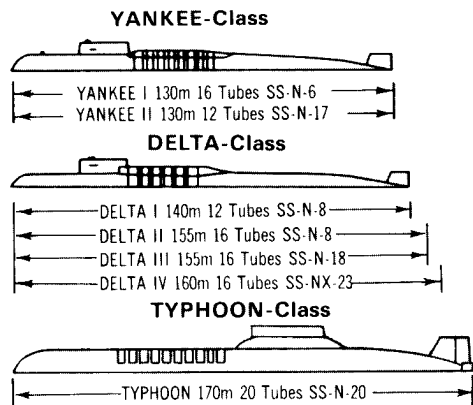 YANKEE-Class
YANKEE I 130m 16 Tubes SS-N-6
YANKEE II 130m 12 Tubes SS-N-17
DELTA-Class
DELTA I 140m 12 Tubes SS-N-8
DELTA II 155m 16 Tubes SS-N-8
DELTA III 155m 16 Tubes SS-N-18
DELTA IV 160m 16 Tubes SS-NX-23
TYPHOON-Class
TYPHOON 170m 20 Tubes SS-N-20